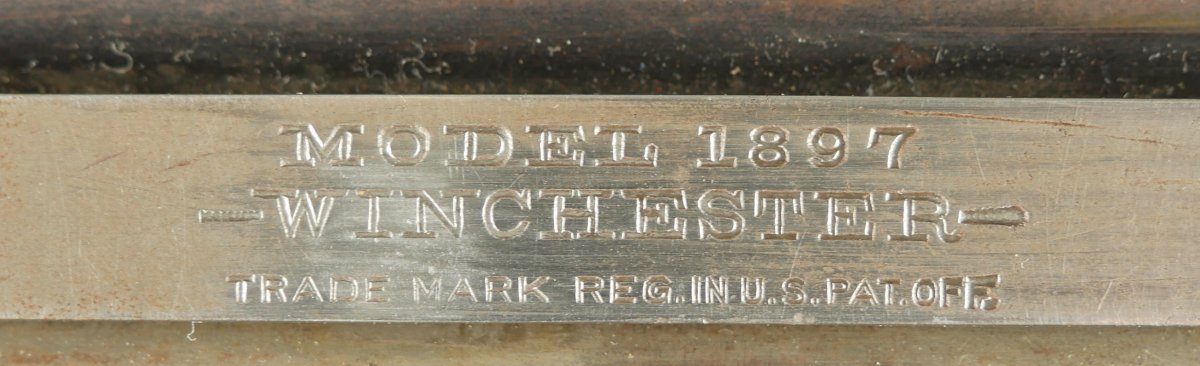 MODEL 1897
-WINCHESTER-
TRADE MARK REG.IN U.S.PAT.OFF.